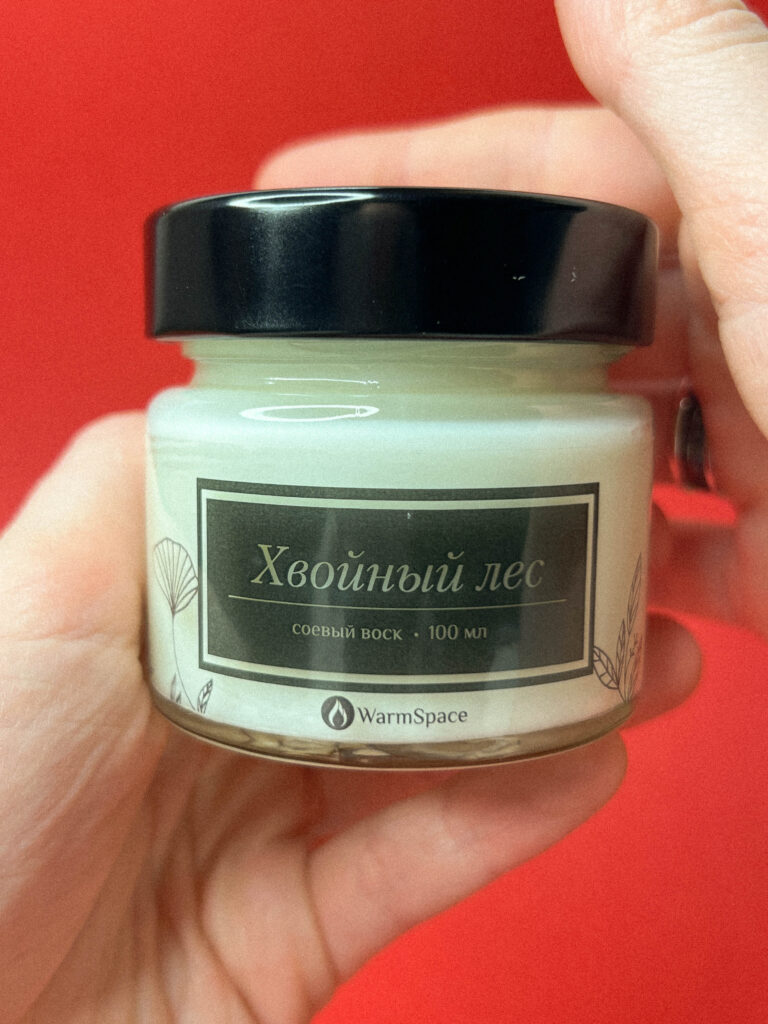 Хвойный лес
соевый воск • 100 мл
WarmSpace